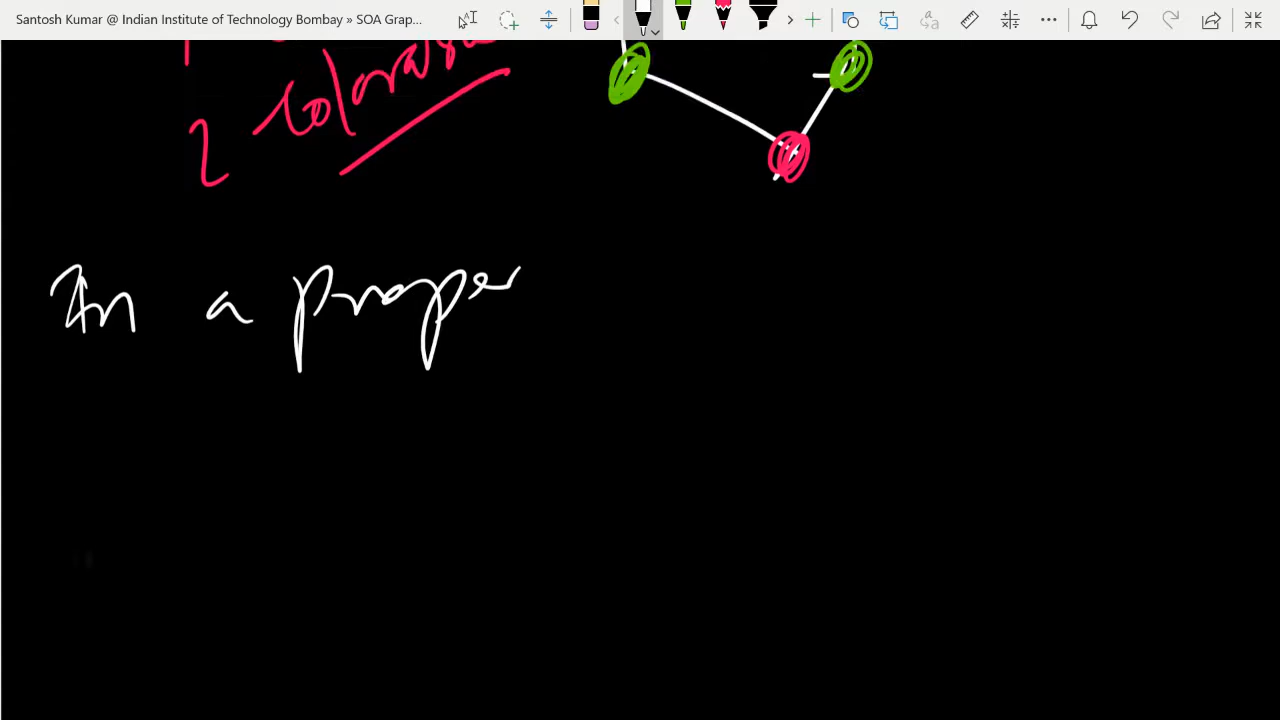 Santosh Kumar @ Indian Institute of Technology Bombay » SOA Grap...
2 colorable
In a proper